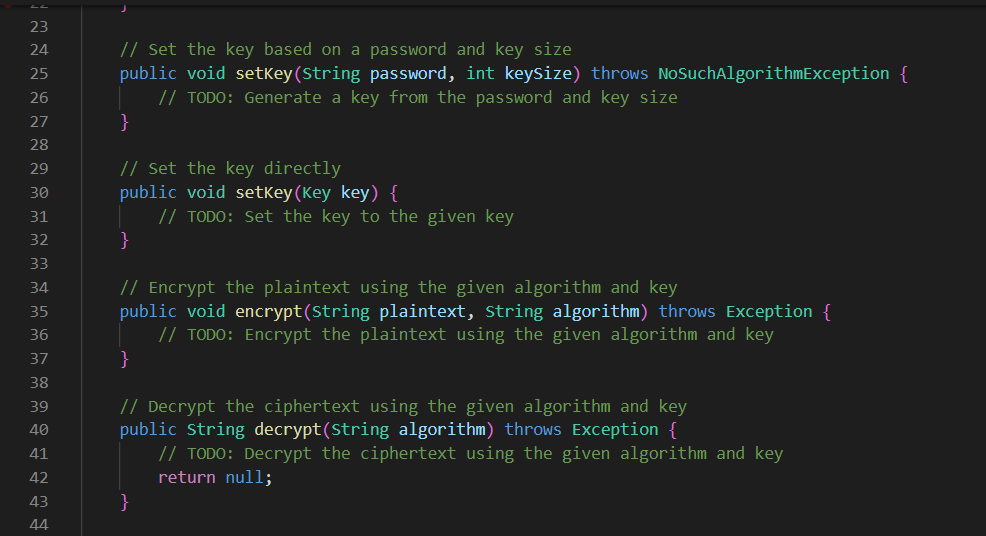 23
24 // Set the key based on a password and key size
25 public void setKey(String password, int keySize) throws NoSuchAlgorithmException {
26 // TODO: Generate a key from the password and key size
27 }
28
29 // Set the key directly
30 public void setKey(Key key) {
31 // TODO: Set the key to the given key
32 }
33
34 // Encrypt the plaintext using the given algorithm and key
35 public void encrypt(String plaintext, String algorithm) throws Exception {
36 // TODO: Encrypt the plaintext using the given algorithm and key
37 }
38
39 // Decrypt the ciphertext using the given algorithm and key
40 public String decrypt(String algorithm) throws Exception {
41 // TODO: Decrypt the ciphertext using the given algorithm and key
42 return null;
43 }
44